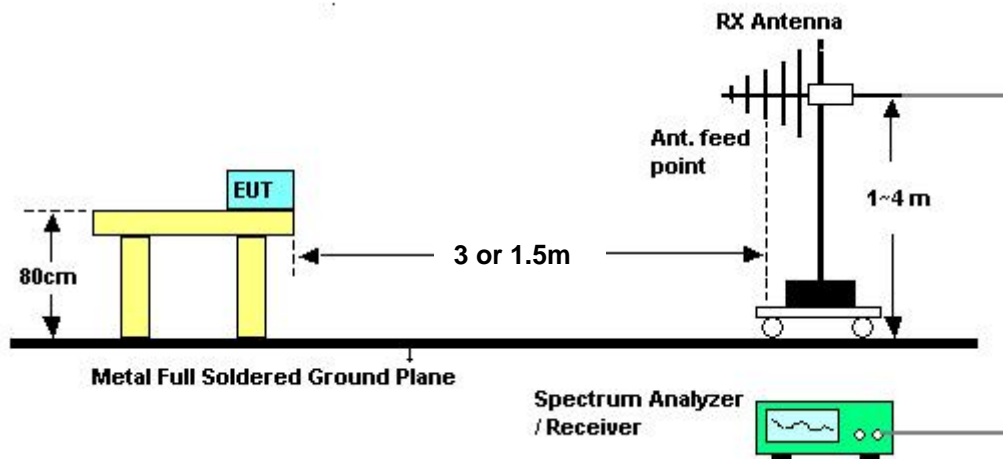 RX Antenna
Ant. feed
point
EUT
1~4 m
3 or 1.5m
80cm
Metal Full Soldered Ground Plane
Spectrum Analyzer
/ Receiver